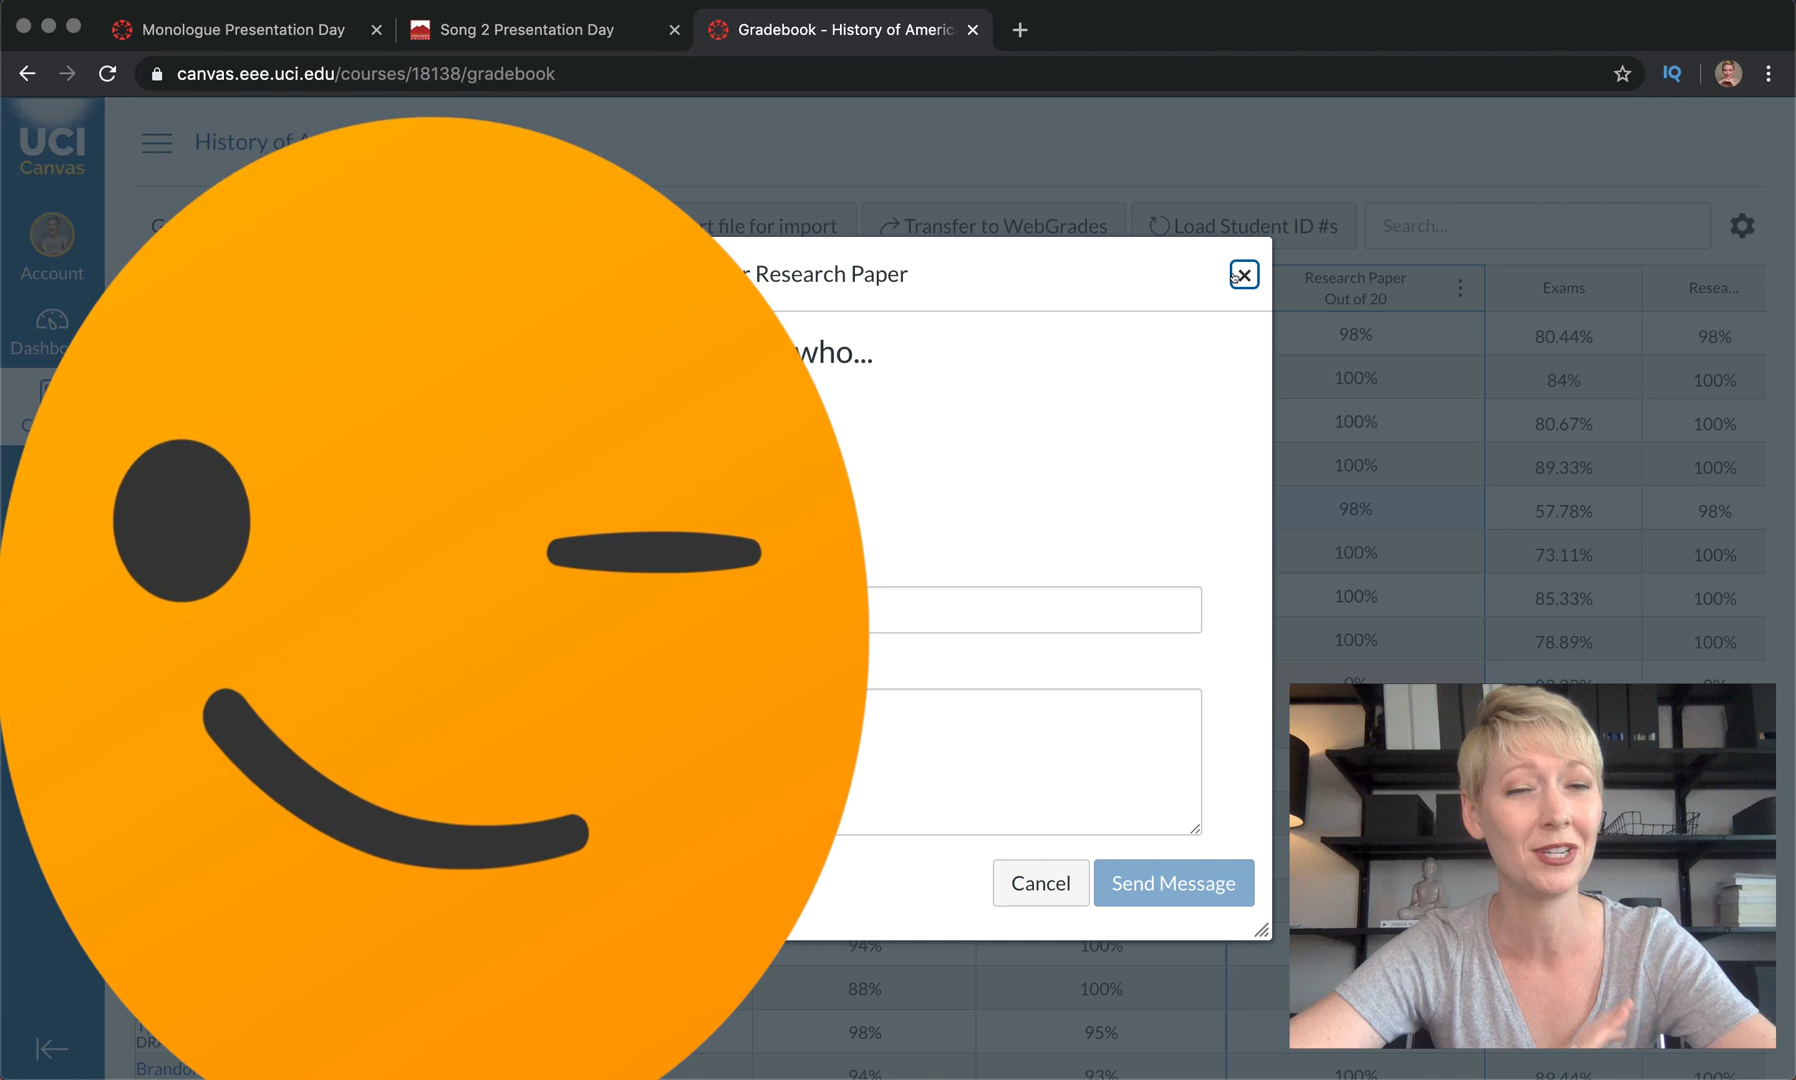 Monologue Presentation Day
Song 2 Presentation Day
Gradebook - History of Americ
canvas.eee.uci.edu/courses/18138/gradebook
IQ
UCI
Canvas
History of
Account
file for import
Transfer to WebGrades
Load Student ID #s
Search...
Research Paper
who...
Cancel
Send Message
Research Paper
Out of 20
Exams
Resea...
98% 80.44% 98%
100% 84% 100%
100% 80.67% 100%
100% 89.33% 100%
98% 57.78% 98%
100% 73.11% 100%
100% 85.33% 100%
100% 78.89% 100%
94% 100%
88% 100%
98% 95%
94% 93% 100% 89.44% 100%